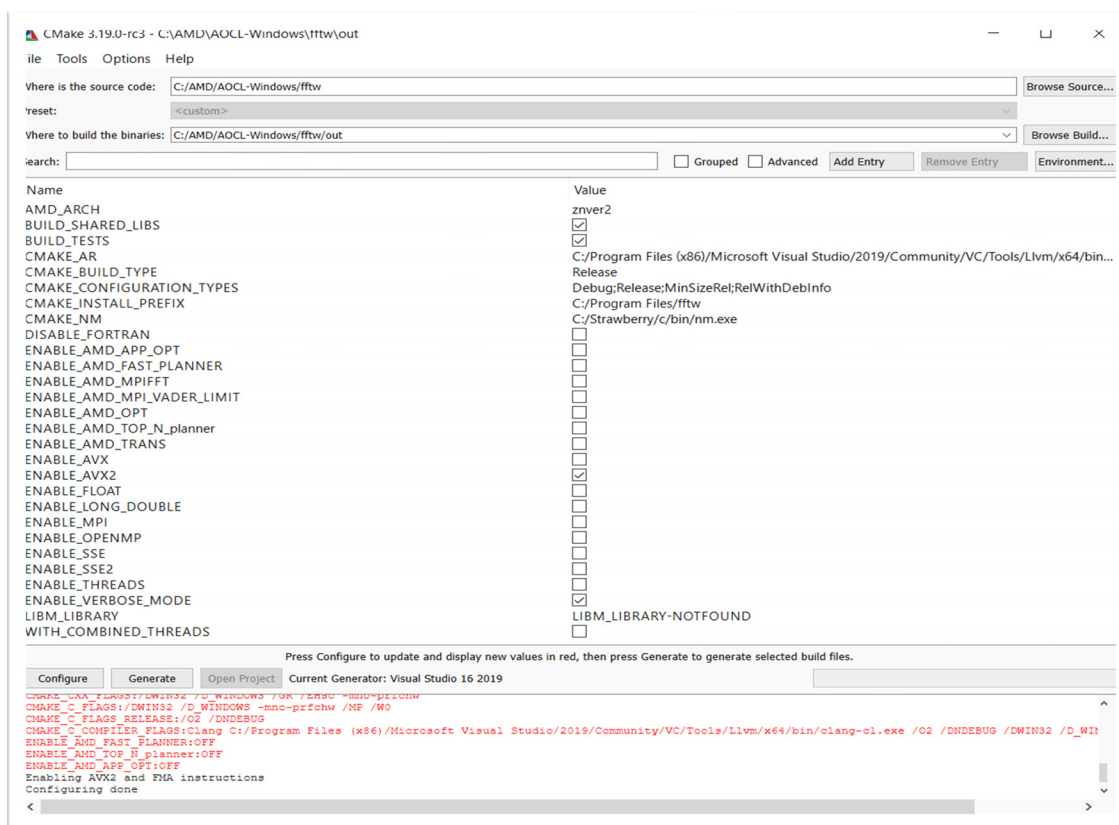 CMake 3.19.0-rc3 - C:\AMD\AOCL-Windows\fftw\out
ile Tools Options Help
Where is the source code: C:/AMD/AOCL-Windows/fftw Browse Source...
Preset: <custom>
Where to build the binaries: C:/AMD/AOCL-Windows/fftw/out Browse Build...
Search: Grouped Advanced Add Entry Remove Entry Environment...
Name Value
AMD_ARCH znver2
BUILD_SHARED_LIBS
BUILD_TESTS
CMAKE_AR C:/Program Files (x86)/Microsoft Visual Studio/2019/Community/VC/Tools/Llvm/x64/bin...
CMAKE_BUILD_TYPE Release
CMAKE_CONFIGURATION_TYPES Debug;Release;MinSizeRel;RelWithDebInfo
CMAKE_INSTALL_PREFIX C:/Program Files/fftw
CMAKE_NM C:/Strawberry/c/bin/nm.exe
DISABLE_FORTRAN
ENABLE_AMD_APP_OPT
ENABLE_AMD_FAST_PLANNER
ENABLE_AMD_MPIFFT
ENABLE_AMD_MPI_VADER_LIMIT
ENABLE_AMD_OPT
ENABLE_AMD_TOP_N_planner
ENABLE_AMD_TRANS
ENABLE_AVX
ENABLE_AVX2
ENABLE_FLOAT
ENABLE_LONG_DOUBLE
ENABLE_MPI
ENABLE_OPENMP
ENABLE_SSE
ENABLE_SSE2
ENABLE_THREADS
ENABLE_VERBOSE_MODE
LIBM_LIBRARY LIBM_LIBRARY-NOTFOUND
WITH_COMBINED_THREADS
Press Configure to update and display new values in red, then press Generate to generate selected build files.
Configure Generate Open Project Current Generator: Visual Studio 16 2019
CMAKE_CXX_FLAGS:/DWIN32 /D_WINDOWS /GR /EHsc -mno-prfchw
CMAKE_C_FLAGS:/DWIN32 /D_WINDOWS -mno-prfchw /MP /W0
CMAKE_C_FLAGS_RELEASE:/O2 /DNDEBUG
CMAKE_C_COMPILER_FLAGS:Clang C:/Program Files (x86)/Microsoft Visual Studio/2019/Community/VC/Tools/Llvm/x64/bin/clang-cl.exe /O2 /DNDEBUG /DWIN32 /D_WIN
ENABLE_AMD_FAST_PLANNER:OFF
ENABLE_AMD_TOP_N_planner:OFF
ENABLE_AMD_APP_OPT:OFF
Enabling AVX2 and FMA instructions
Configuring done